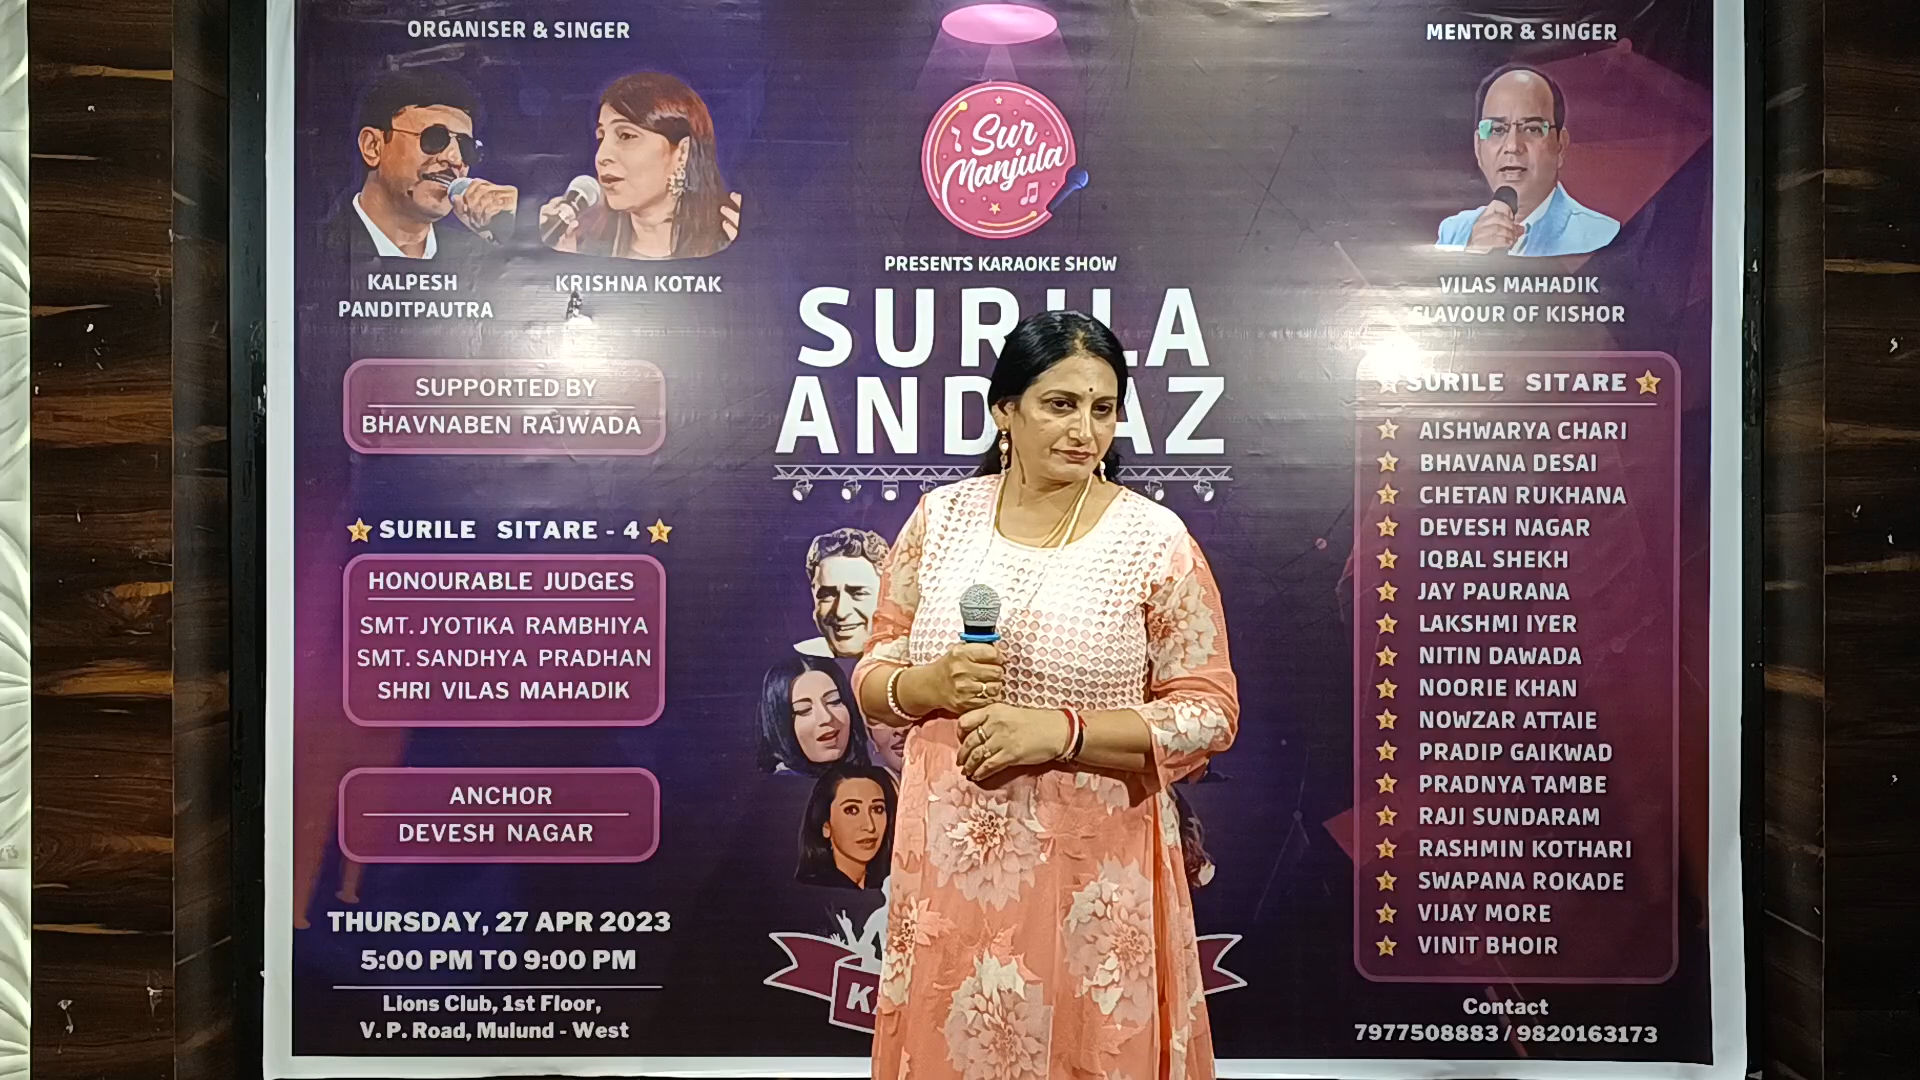 ORGANISER & SINGER
KALPESH
PANDITPAUTRA
KRISHNA KOTAK
SUPPORTED BY
BHAVNABEN RAJWADA
SURILE SITARE - 4
HONOURABLE JUDGES
SMT. JYOTIKA RAMBHIYA
SMT. SANDHYA PRADHAN
SHRI VILAS MAHADIK
ANCHOR
DEVESH NAGAR
THURSDAY, 27 APR 2023
5:00 PM TO 9:00 PM
Lions Club, 1st Floor,
V. P. Road, Mulund - West
Sur
Manjula
PRESENTS KARAOKE SHOW
MENTOR & SINGER
VILAS MAHADIK
FLAVOUR OF KISHOR
SURILE SITARE
AISHWARYA CHARI
BHAVANA DESAI
CHETAN RUKHANA
DEVESH NAGAR
IQBAL SHEKH
JAY PAURANA
LAKSHMI IYER
NITIN DAWADA
NOORIE KHAN
NOWZAR ATTAIE
PRADIP GAIKWAD
PRADNYA TAMBE
RAJI SUNDARAM
RASHMIN KOTHARI
SWAPANA ROKADE
VIJAY MORE
VINIT BHOIR
Contact
7977508883 / 9820163173